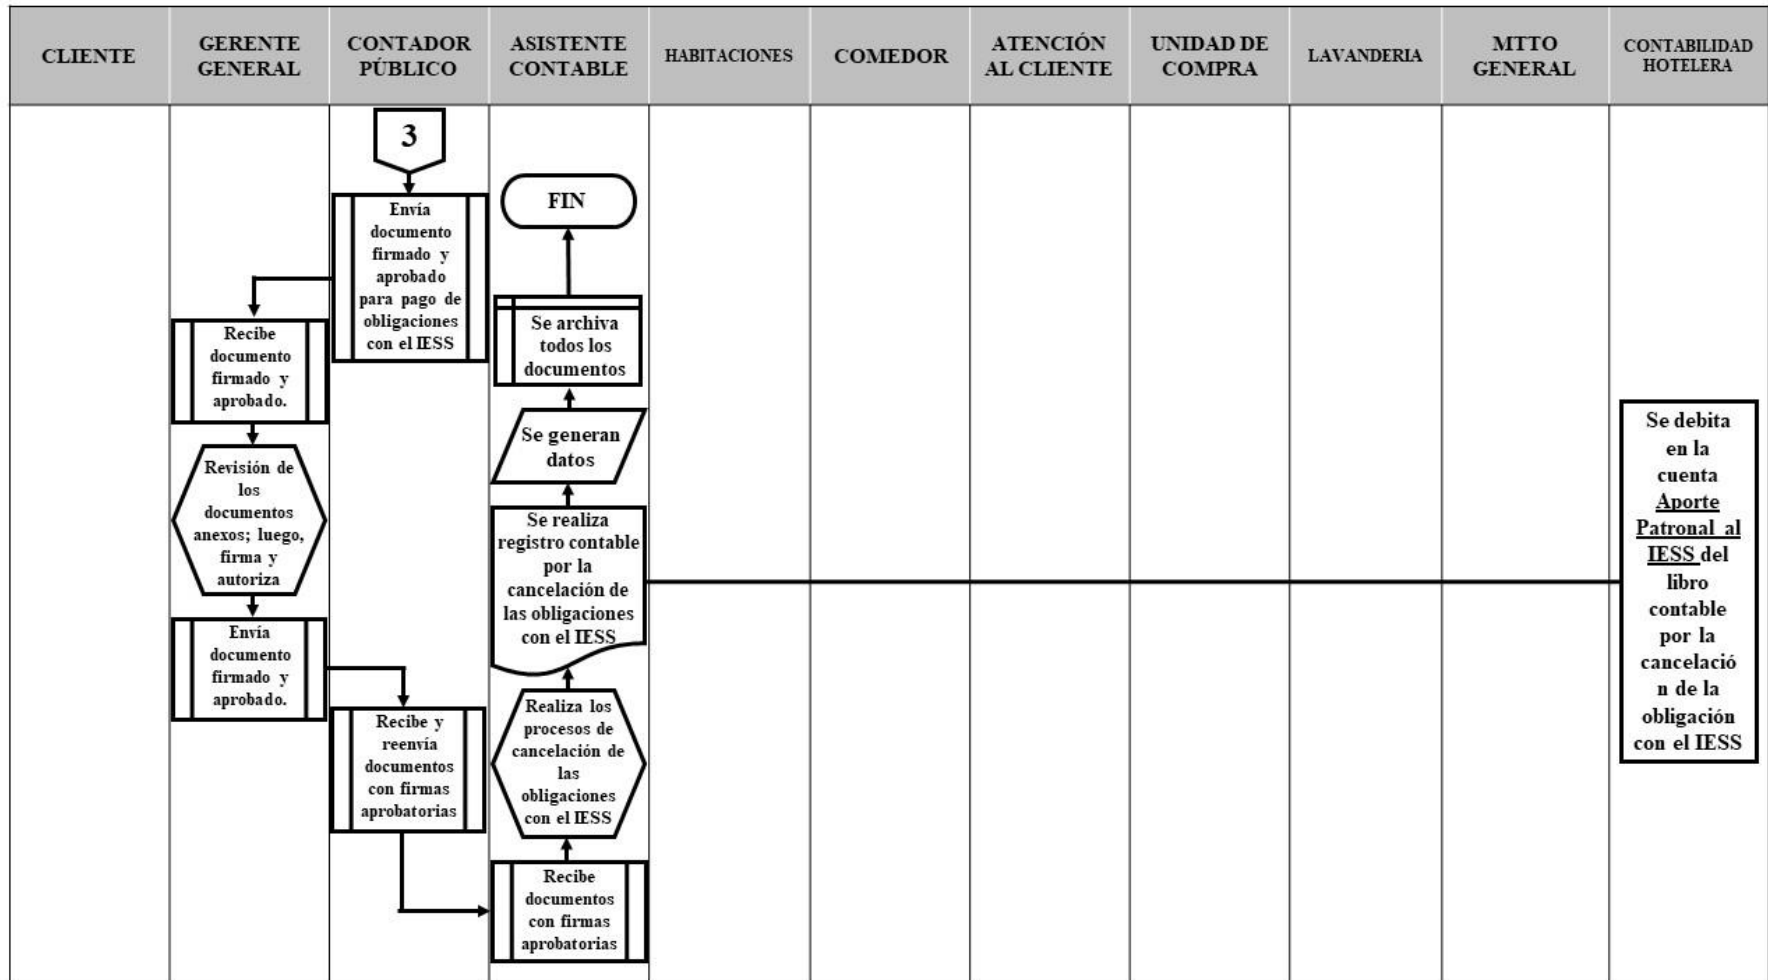 CLIENTE
GERENTE
GENERAL
CONTADOR
PÚBLICO
ASISTENTE
CONTABLE
HABITACIONES
COMEDOR
ATENCIÓN
AL CLIENTE
UNIDAD DE
COMPRA
LAVANDERIA
MTTO
GENERAL
CONTABILIDAD
HOTELERA
3
Envía
documento
firmado y
aprobado
para pago de
obligaciones
con el IESS
Recibe
documento
firmado y
aprobado.
Revisión de
los
documentos
anexos; luego,
firma y
autoriza
Envía
documento
firmado y
aprobado.
Recibe y
reenvía
documentos
con firmas
aprobatorias
Recibe
documentos
con firmas
aprobatorias
Realiza los
procesos de
cancelación de
las
obligaciones
con el IESS
Se realiza
registro contable
por la
cancelación de
las obligaciones
con el IESS
Se generan
datos
Se archiva
todos los
documentos
FIN
Se debita
en la
cuenta
Aporte
Patronal al
IESS del
libro
contable
por la
cancelació
n de la
obligación
con el IESS